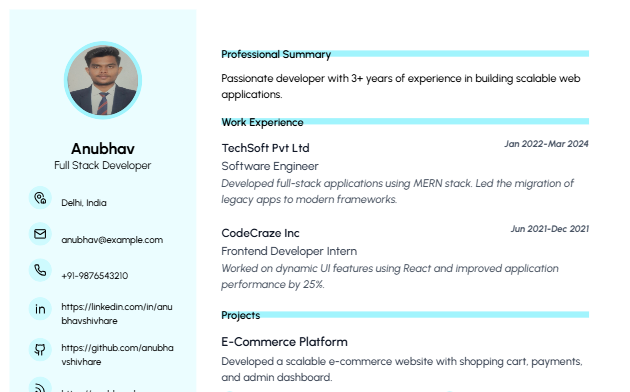 Anubhav
Full Stack Developer
Delhi, India
anubhav@example.com
+91-9876543210
https://linkedin.com/in/anu
bhavshivhare
https://github.com/anubha
vshivhare
Professional Summary
Passionate developer with 3+ years of experience in building scalable web
applications.
Work Experience
TechSoft Pvt Ltd
Jan 2022-Mar 2024
Software Engineer
Developed full-stack applications using MERN stack. Led the migration of
legacy apps to modern frameworks.
CodeCraze Inc
Jun 2021-Dec 2021
Frontend Developer Intern
Worked on dynamic UI features using React and improved application
performance by 25%.
Projects
E-Commerce Platform
Developed a scalable e-commerce website with shopping cart, payments,
and admin dashboard.